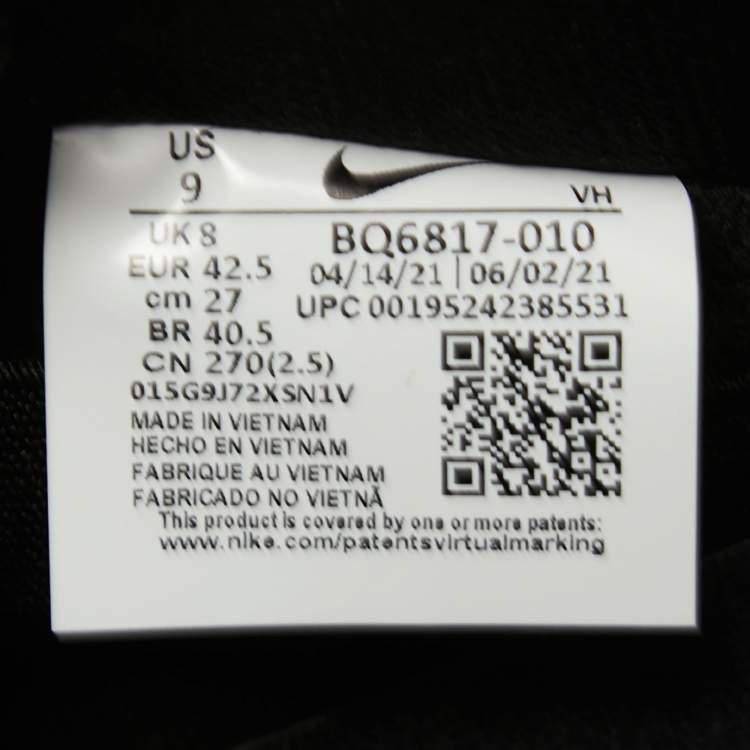 US
9
VH
UK 8
EUR 42.5
cm 27
BR 40.5
CN 270(2.5)
BQ6817-010
04/14/21 | 06/02/21
UPC 00195242385531
015G9J72XSN1V
MADE IN VIETNAM
HECHO EN VIETNAM
FABRIQUE AU VIETNAM
FABRICADO NO VIETNÃ
This product is covered by one or more patents:
www.nike.com/patentsvirtualmarking